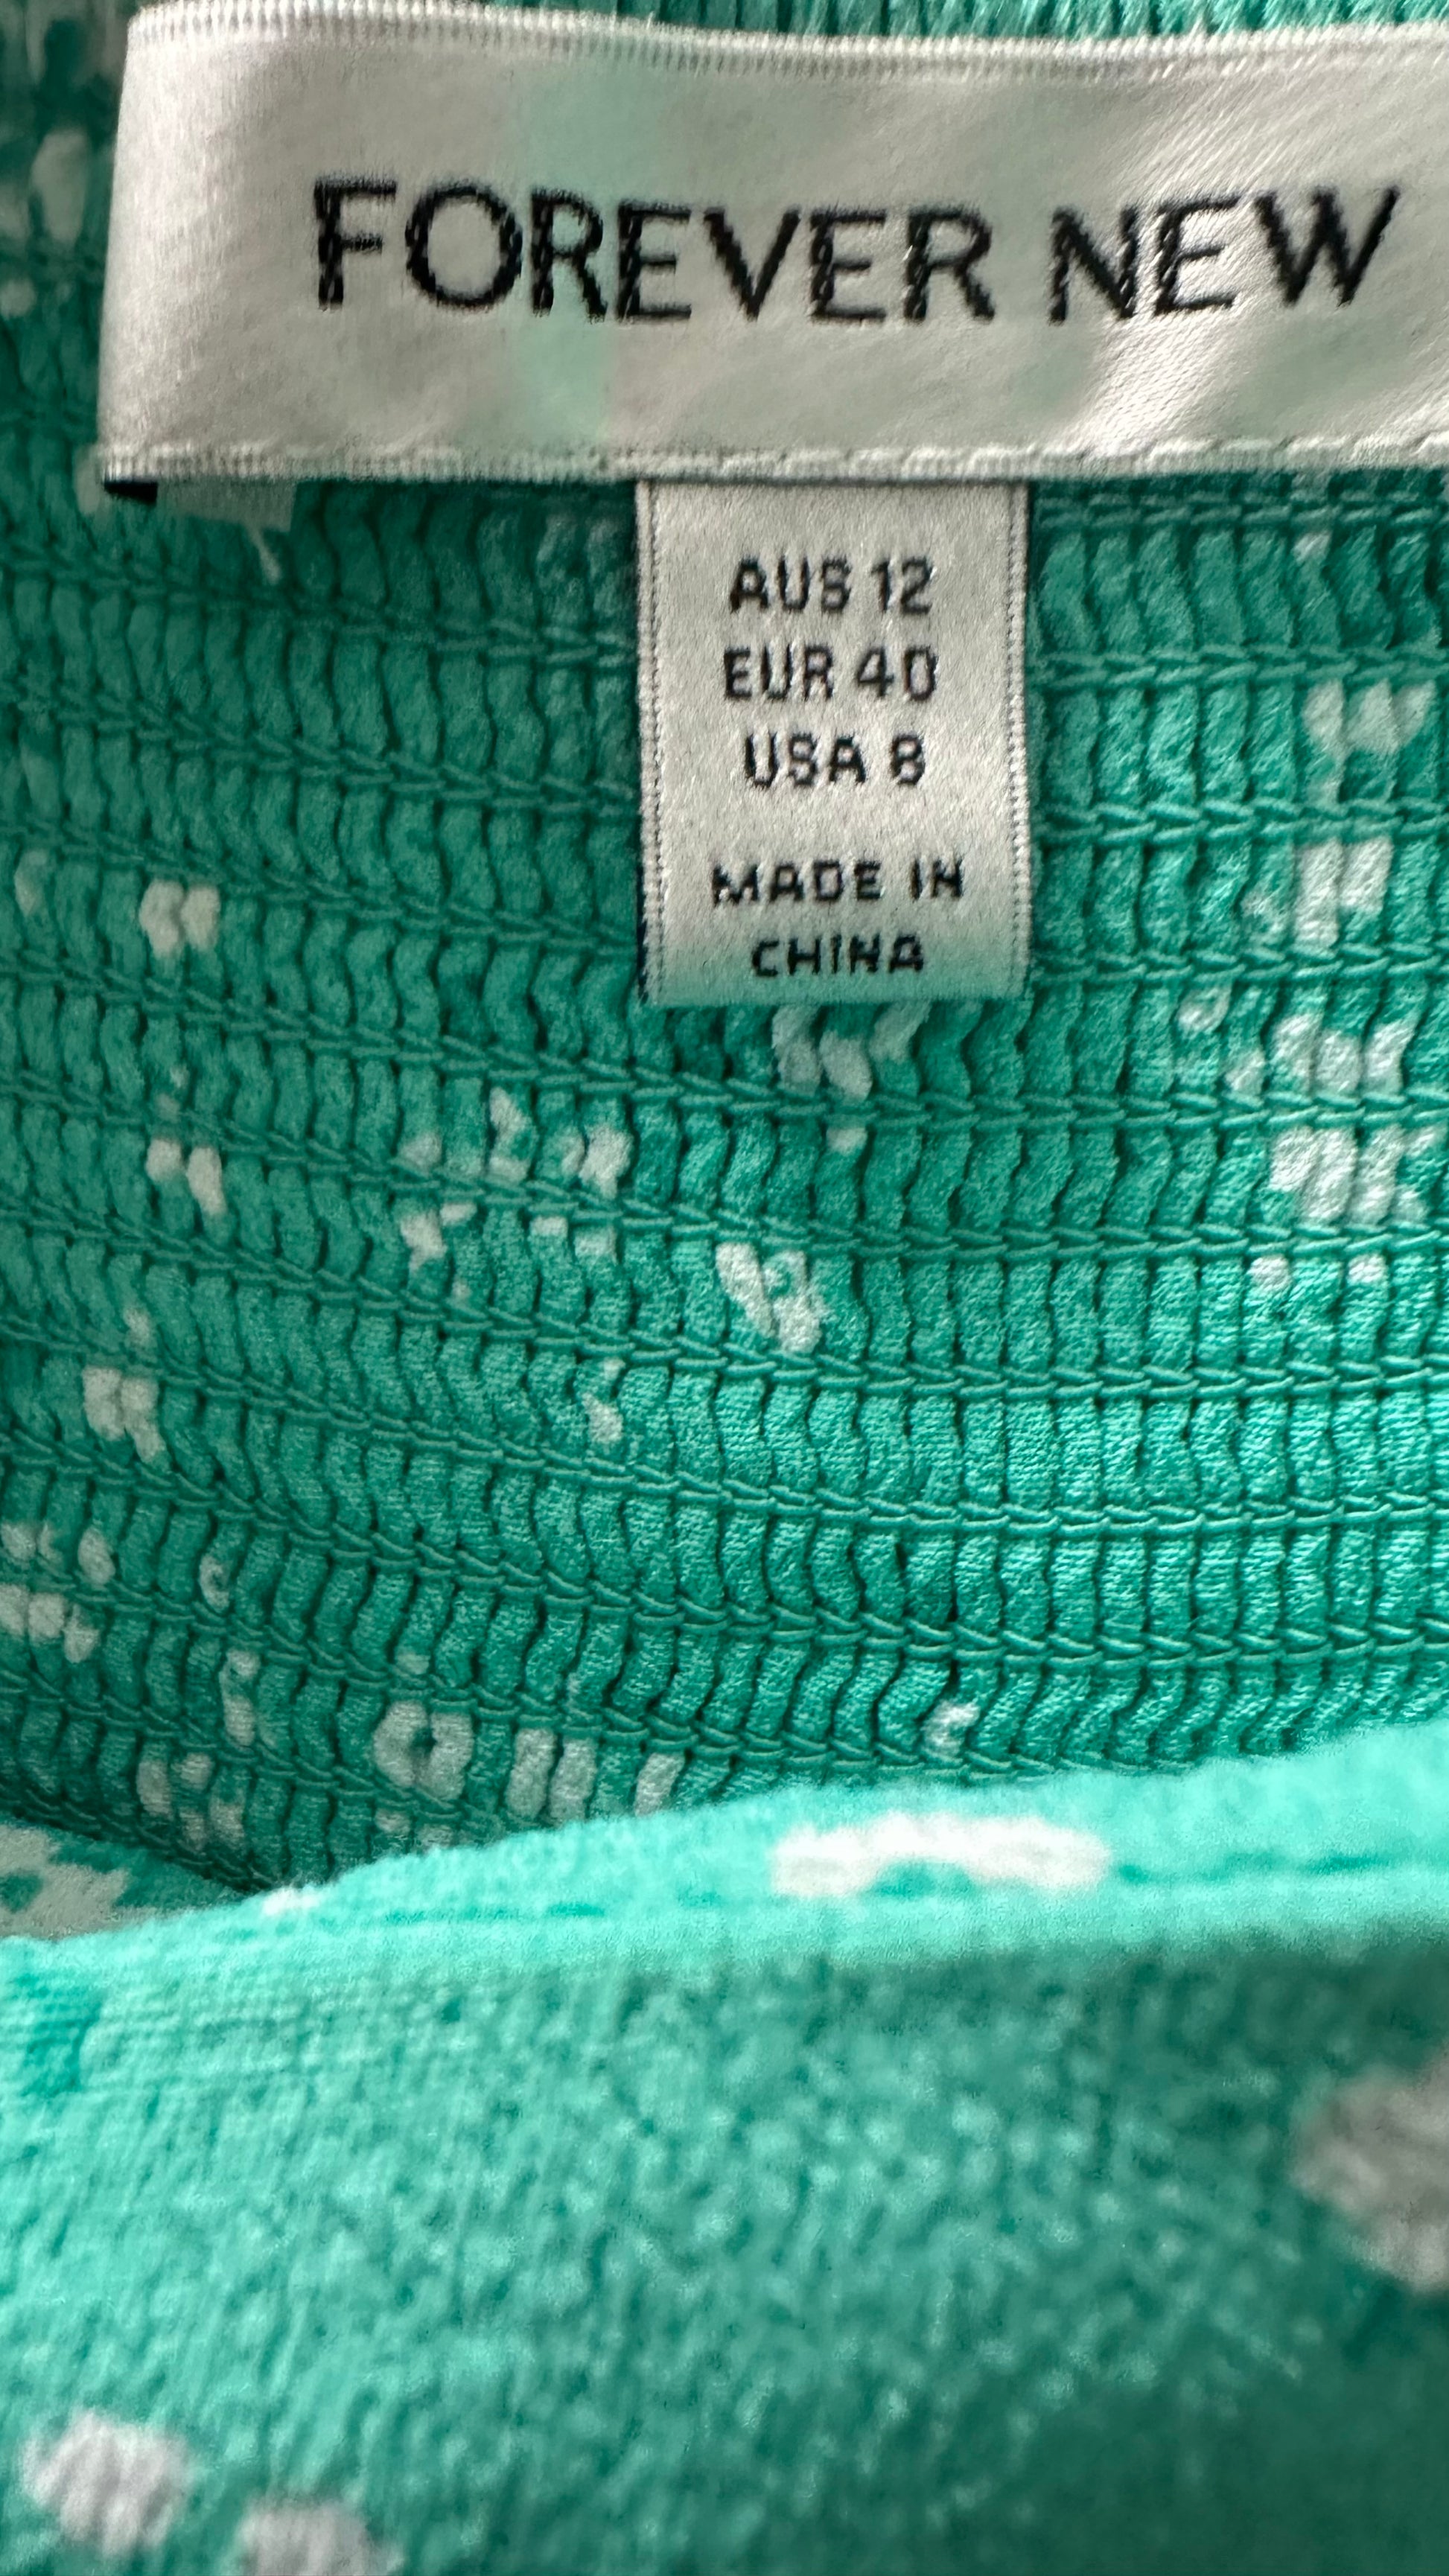 FOREVER NEW
AUS 12
EUR 40
USA 8
MADE IN
CHINA